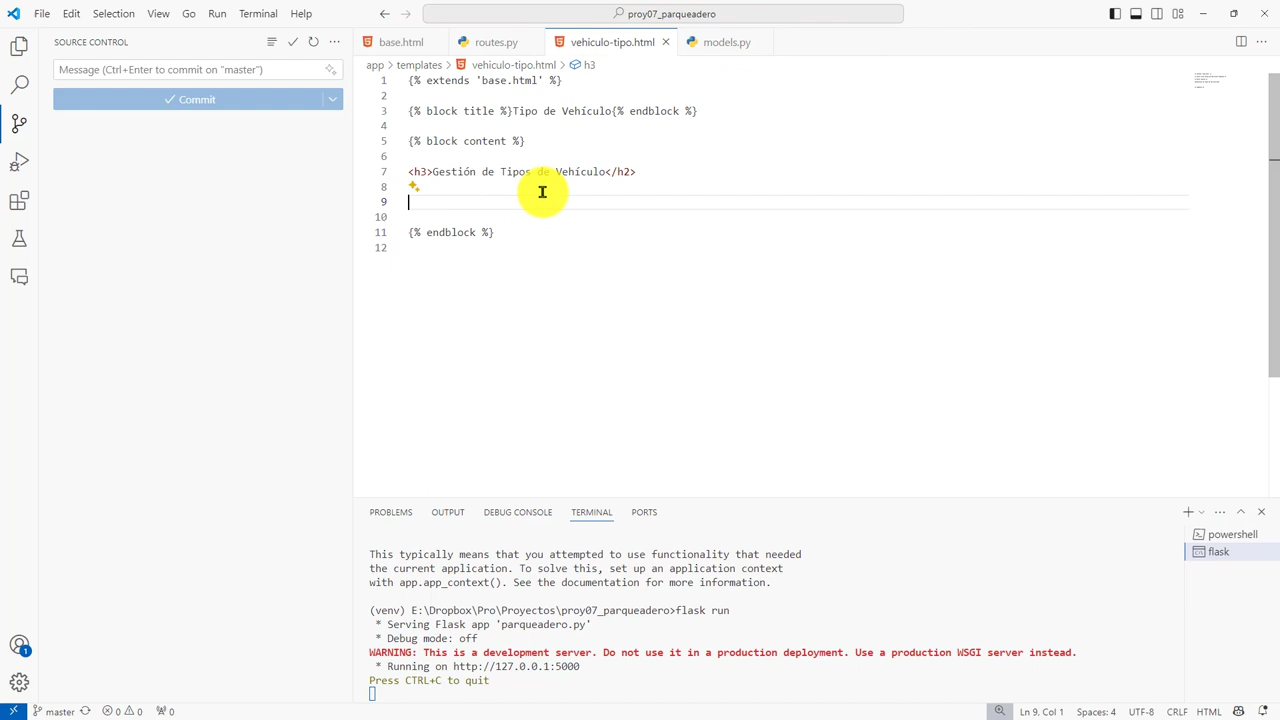 File Edit Selection View Go Run Terminal Help
proy07_parqueadero
SOURCE CONTROL
base.html routes.py vehiculo-tipo.html models.py
app templates vehiculo-tipo.html h3
Message (Ctrl+Enter to commit on "master")
Commit
1 {% extends 'base.html' %}
2
3 {% block title %}Tipo de Vehículo{% endblock %}
4
5 {% block content %}
6
7 <h3>Gestión de Tipos de Vehículo</h2>
8
9
10
11 {% endblock %}
12
PROBLEMS OUTPUT DEBUG CONSOLE TERMINAL PORTS
powershell
flask
This typically means that you attempted to use functionality that needed
the current application. To solve this, set up an application context
with app.app_context(). See the documentation for more information.
(venv) E:\Dropbox\Pro\Proyectos\proy07_parqueadero>flask run
* Serving Flask app 'parqueadero.py'
* Debug mode: off
WARNING: This is a development server. Do not use it in a production deployment. Use a production WSGI server instead.
* Running on http://127.0.0.1:5000
Press CTRL+C to quit
1
master 0 0 0 Ln 9, Col 1 Spaces: 4 UTF-8 CRLF HTML